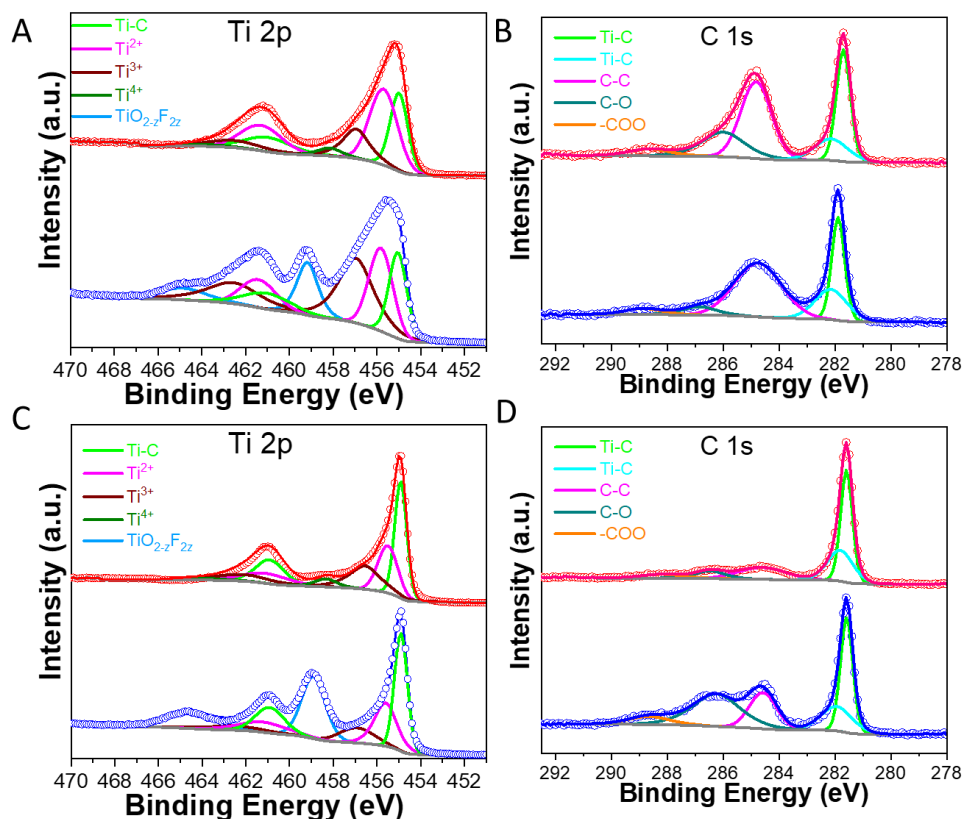 A
Ti 2p
Ti-C
Ti²⁺
Ti³⁺
Ti⁴⁺
TiO₂₋zF₂z
Intensity (a.u.)
470 468 466 464 462 460 458 456 454 452
Binding Energy (eV)
B
C 1s
Ti-C
Ti-C
C-C
C-O
-COO
Intensity (a.u.)
292 290 288 286 284 282 280 278
Binding Energy (eV)
C
Ti 2p
Ti-C
Ti²⁺
Ti³⁺
Ti⁴⁺
TiO₂₋zF₂z
Intensity (a.u.)
470 468 466 464 462 460 458 456 454 452
Binding Energy (eV)
D
C 1s
Ti-C
Ti-C
C-C
C-O
-COO
Intensity (a.u.)
292 290 288 286 284 282 280 278
Binding Energy (eV)